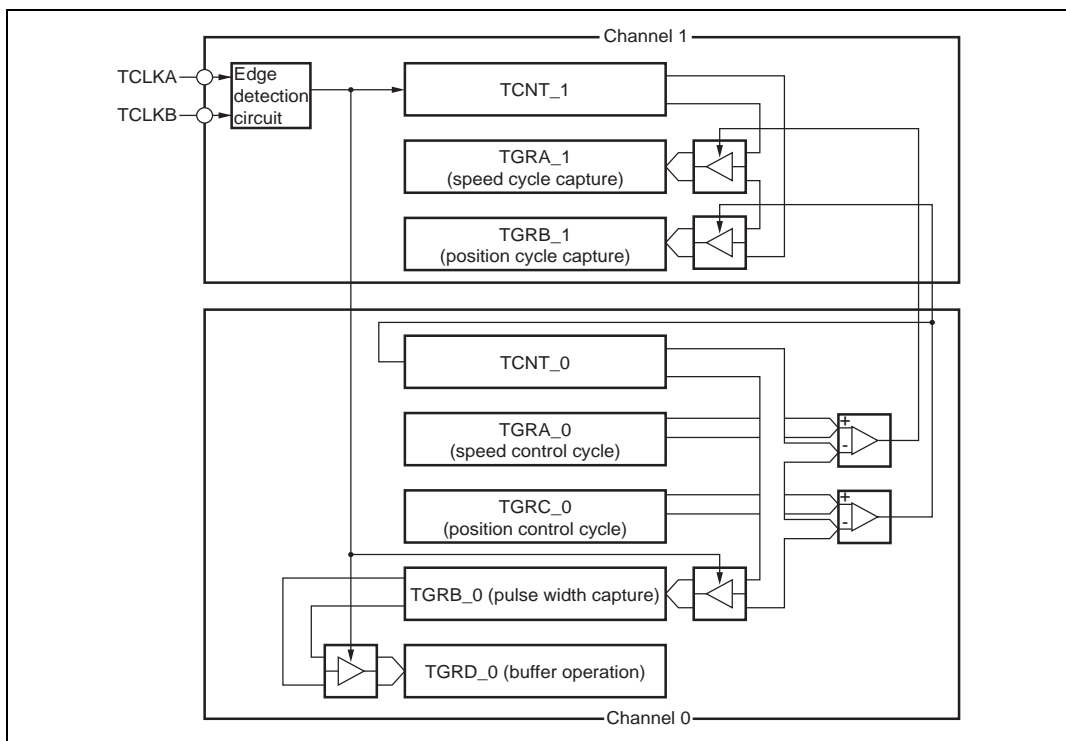 Channel 1
TCLKA
TCLKB
Edge
detection
circuit
TCNT_1
TGRA_1
(speed cycle capture)
TGRB_1
(position cycle capture)
TCNT_0
TGRA_0
(speed control cycle)
+
-
TGRC_0
(position control cycle)
+
-
TGRB_0 (pulse width capture)
TGRD_0 (buffer operation)
Channel 0